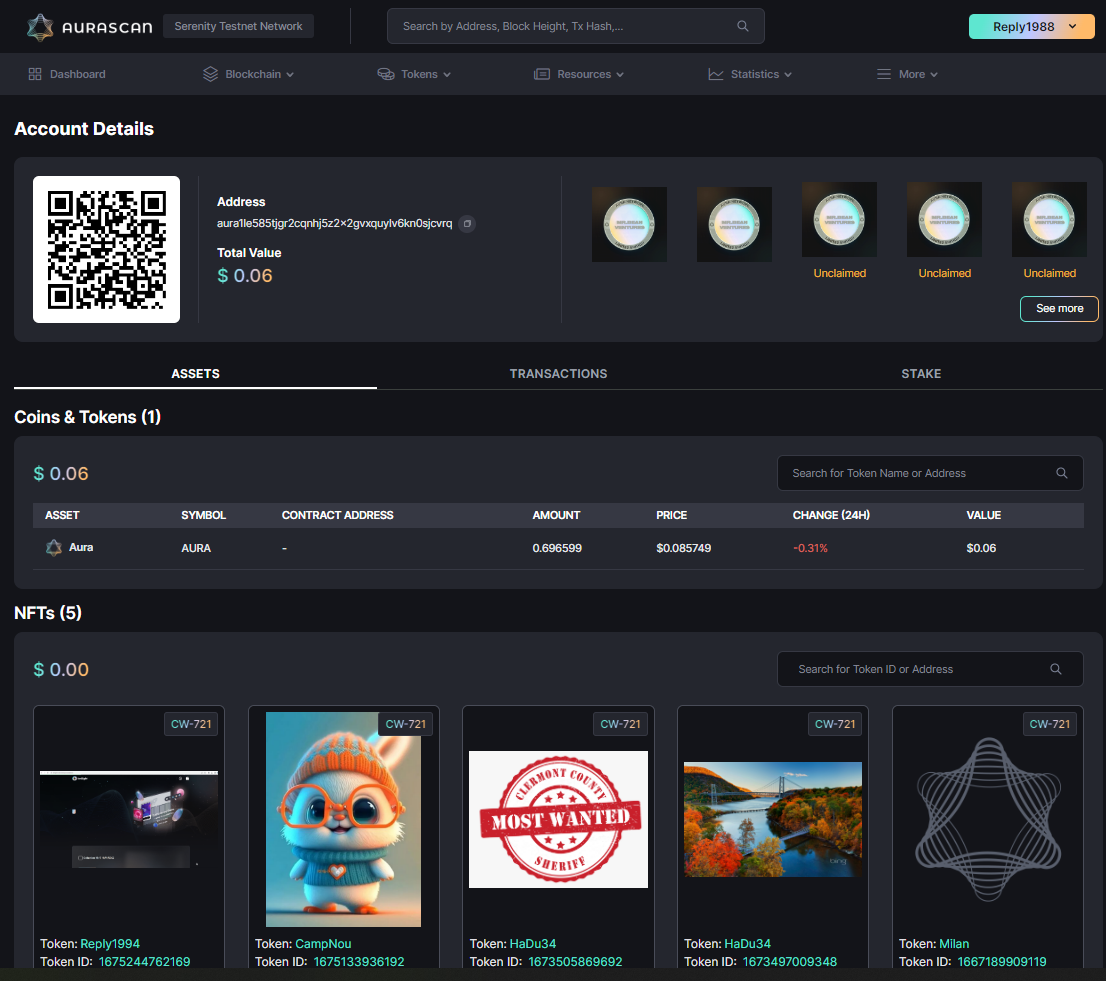 AURASCAN
Serenity Testnet Network
Search by Address, Block Height, Tx Hash,...
Reply1988
Dashboard
Blockchain
Tokens
Resources
Statistics
More
Account Details
Address
aura1le585tjgr2cqnhj5z2×2gvxquylv6kn0sjcvrq
Total Value
$ 0.06
Unclaimed
Unclaimed
Unclaimed
See more
ASSETS
TRANSACTIONS
STAKE
Coins & Tokens (1)
$ 0.06
Search for Token Name or Address
ASSET SYMBOL CONTRACT ADDRESS AMOUNT PRICE CHANGE (24H) VALUE
Aura AURA - 0.696599 $0.085749 -0.31% $0.06
NFTs (5)
$ 0.00
Search for Token ID or Address
CW-721
CW-721
CW-721
CW-721
CW-721
CLERMONT COUNTY
MOST WANTED
SHERIFF
bing
Token: Reply1994
Token ID: 1675244762169
Token: CampNou
Token ID: 1675133936192
Token: HaDu34
Token ID: 1673505869692
Token: HaDu34
Token ID: 1673497009348
Token: Milan
Token ID: 1667189909119